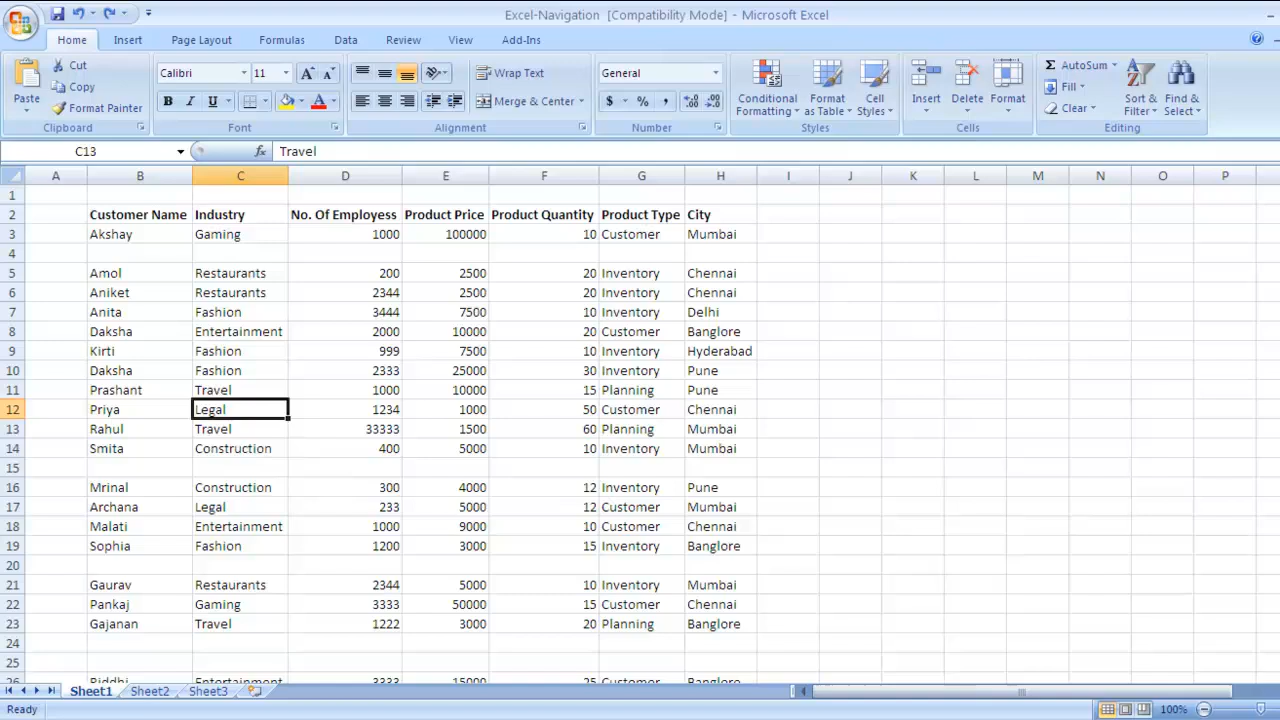 Excel-Navigation [Compatibility Mode] - Microsoft Excel
Home Insert Page Layout Formulas Data Review View Add-Ins
Paste Cut Copy Format Painter Clipboard
Calibri 11 B I U A Font
Wrap Text Merge & Center Alignment
General $ % , Number
Conditional Formatting Format as Table Cell Styles Styles
Insert Delete Format Cells
Σ AutoSum Fill Clear Sort & Filter Find & Select Editing
C13 fx Travel
A B C D E F G H I J K L M N O P
1
2 Customer Name Industry No. Of Employess Product Price Product Quantity Product Type City
3 Akshay Gaming 1000 100000 10 Customer Mumbai
4
5 Amol Restaurants 200 2500 20 Inventory Chennai
6 Aniket Restaurants 2344 2500 20 Inventory Chennai
7 Anita Fashion 3444 7500 10 Inventory Delhi
8 Daksha Entertainment 2000 10000 20 Customer Banglore
9 Kirti Fashion 999 7500 10 Inventory Hyderabad
10 Daksha Fashion 2333 25000 30 Inventory Pune
11 Prashant Travel 1000 10000 15 Planning Pune
12 Priya Legal 1234 1000 50 Customer Chennai
13 Rahul Travel 33333 1500 60 Planning Mumbai
14 Smita Construction 400 5000 10 Inventory Mumbai
15
16 Mrinal Construction 300 4000 12 Inventory Pune
17 Archana Legal 233 5000 12 Customer Mumbai
18 Malati Entertainment 1000 9000 10 Customer Chennai
19 Sophia Fashion 1200 3000 15 Inventory Banglore
20
21 Gaurav Restaurants 2344 5000 10 Inventory Mumbai
22 Pankaj Gaming 3333 50000 15 Customer Chennai
23 Gajanan Travel 1222 3000 20 Planning Banglore
24
25
26 Riddhi Entertainment 3333 15000 25 Customer Mumbai
Sheet1 Sheet2 Sheet3
Ready 100%